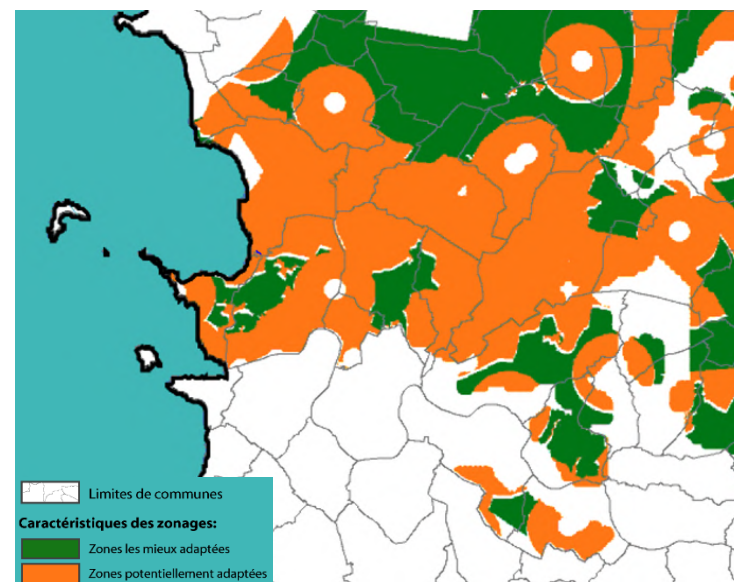 Limites de communes
Caractéristiques des zonages:
Zones les mieux adaptées
Zones potentiellement adaptées